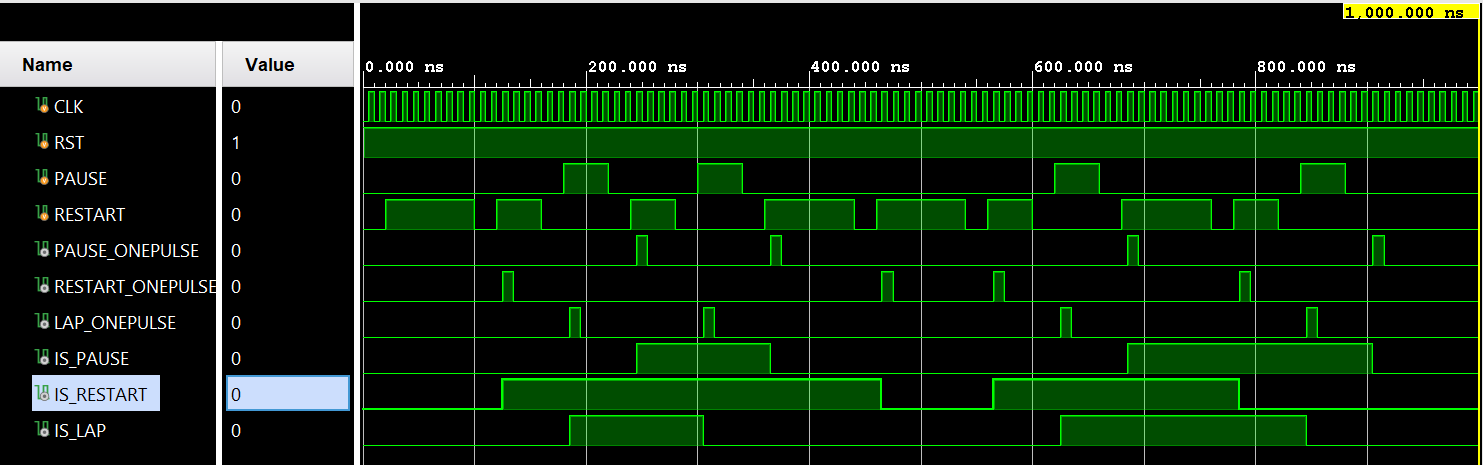 1,000.000 ns
Name Value
0.000 ns 200.000 ns 400.000 ns 600.000 ns 800.000 ns
CLK 0
RST 1
PAUSE 0
RESTART 0
PAUSE_ONEPULSE 0
RESTART_ONEPULSE 0
LAP_ONEPULSE 0
IS_PAUSE 0
IS_RESTART 0
IS_LAP 0